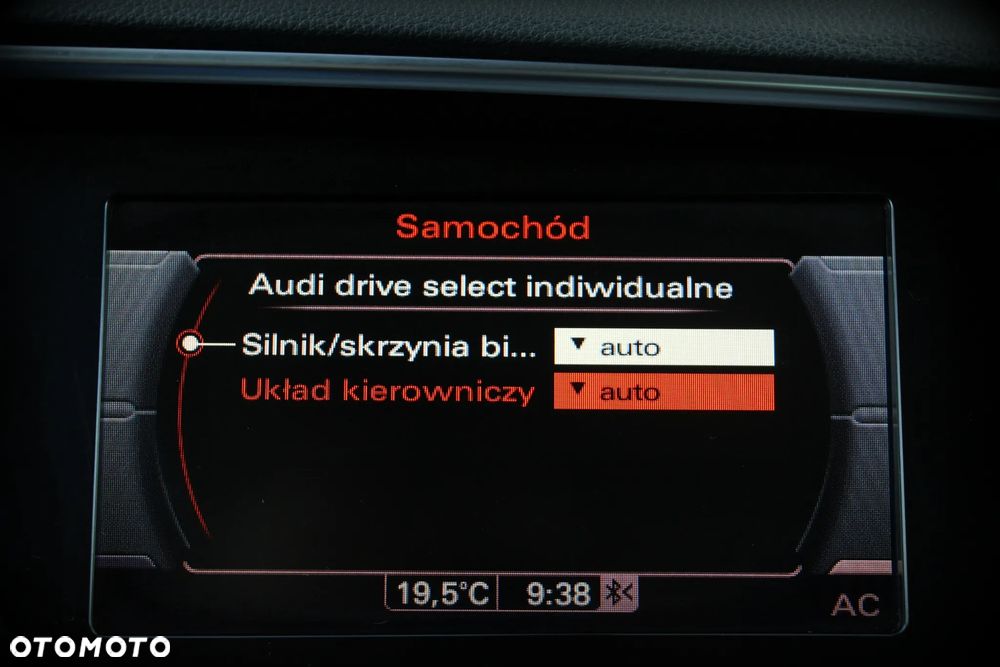 Samochód
Audi drive select indiwidualne
Silnik/skrzynia bi... ▼ auto
Układ kierowniczy ▼ auto
19,5°C 9:38
AC
OTOMOTO